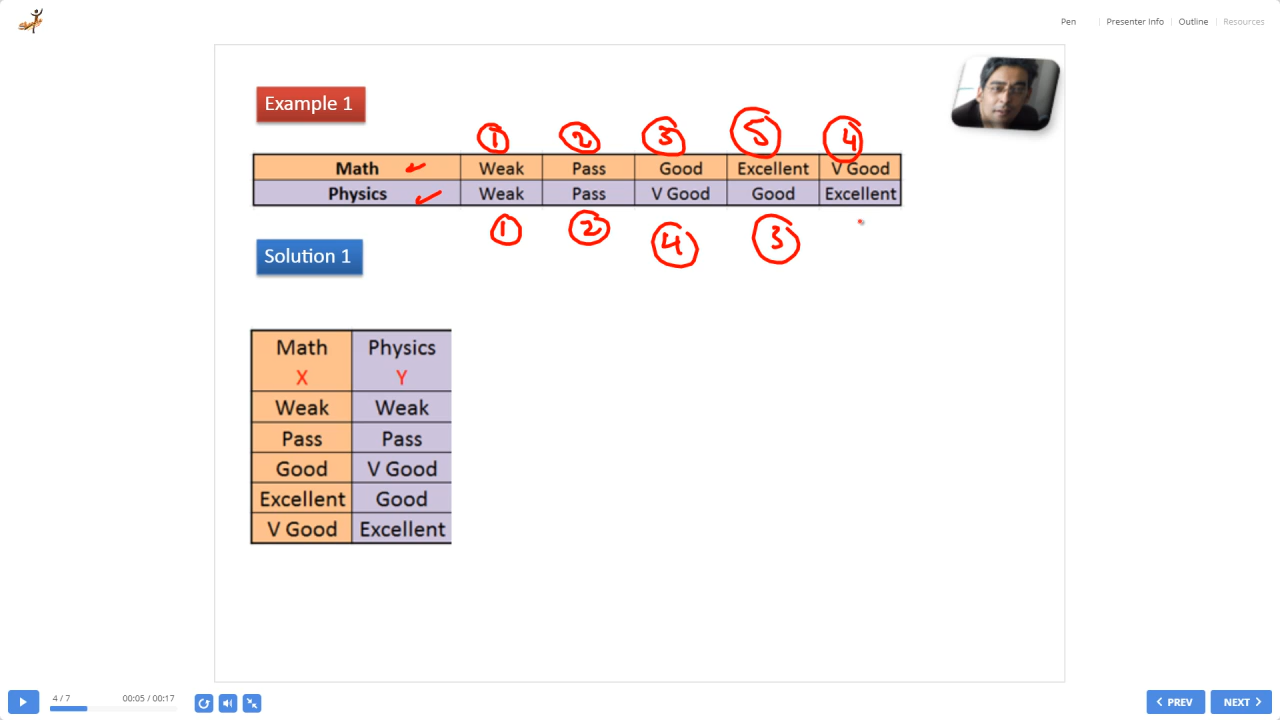 Pen Presenter Info Outline Resources
Example 1
1 2 3 5 4
Math Weak Pass Good Excellent V Good
Physics Weak Pass V Good Good Excellent
1 2 4 3
Solution 1
Math Physics
X Y
Weak Weak
Pass Pass
Good V Good
Excellent Good
V Good Excellent
4 / 7 00:05 / 00:17 PREV NEXT